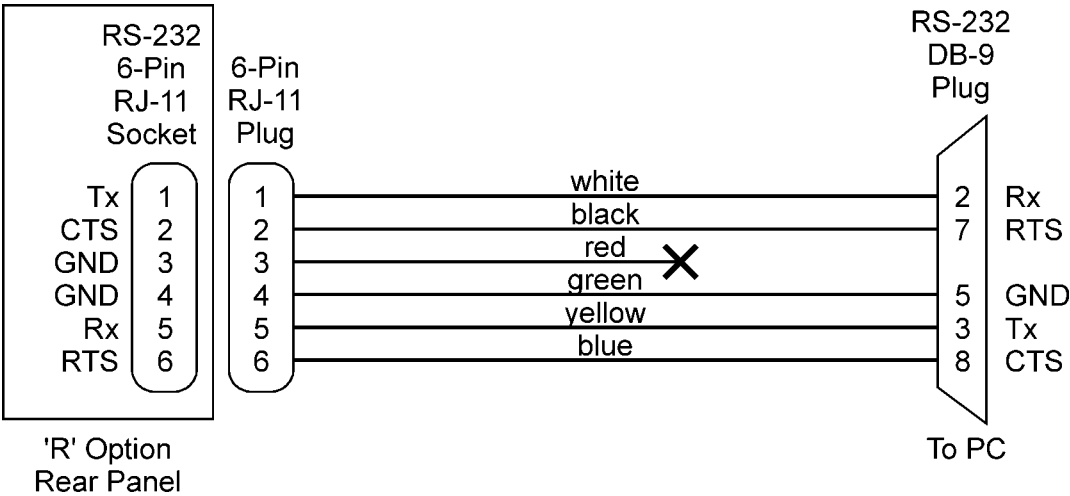 RS-232
6-Pin
RJ-11
Socket
6-Pin
RJ-11
Plug
RS-232
DB-9
Plug
Tx 1 1 white 2 Rx
CTS 2 2 black 7 RTS
GND 3 3 red
GND 4 4 green 5 GND
Rx 5 5 yellow 3 Tx
RTS 6 6 blue 8 CTS
'R' Option
Rear Panel
To PC